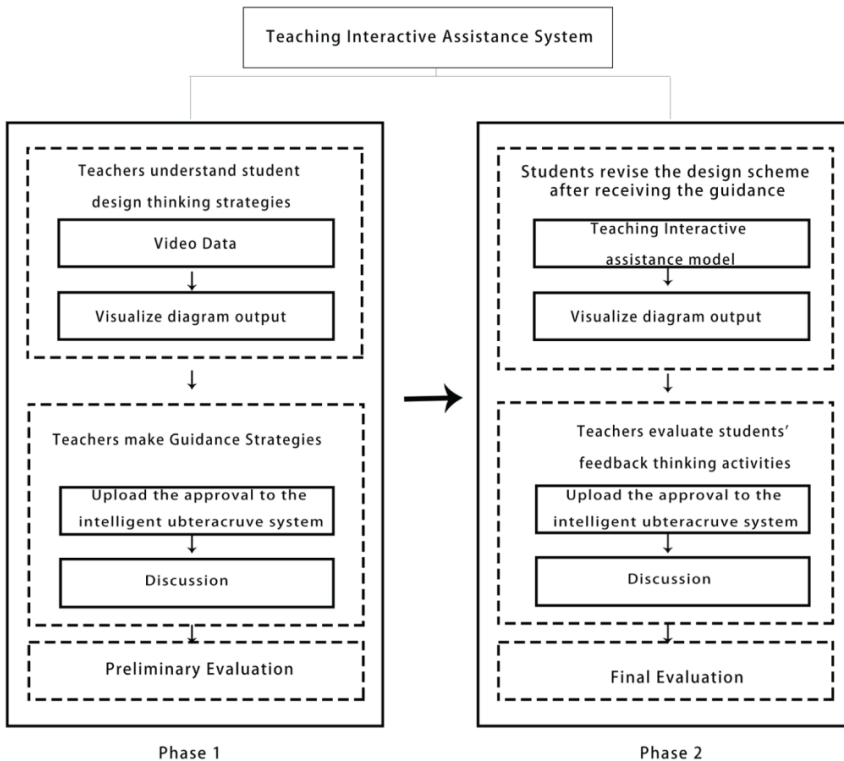 Teaching Interactive Assistance System
Teachers understand student
design thinking strategies
Video Data
Visualize diagram output
Teachers make Guidance Strategies
Upload the approval to the
intelligent ubteracruve system
Discussion
Preliminary Evaluation
Phase 1
Students revise the design scheme
after receiving the guidance
Teaching Interactive
assistance model
Visualize diagram output
Teachers evaluate students’
feedback thinking activities
Upload the approval to the
intelligent ubteracruve system
Discussion
Final Evaluation
Phase 2